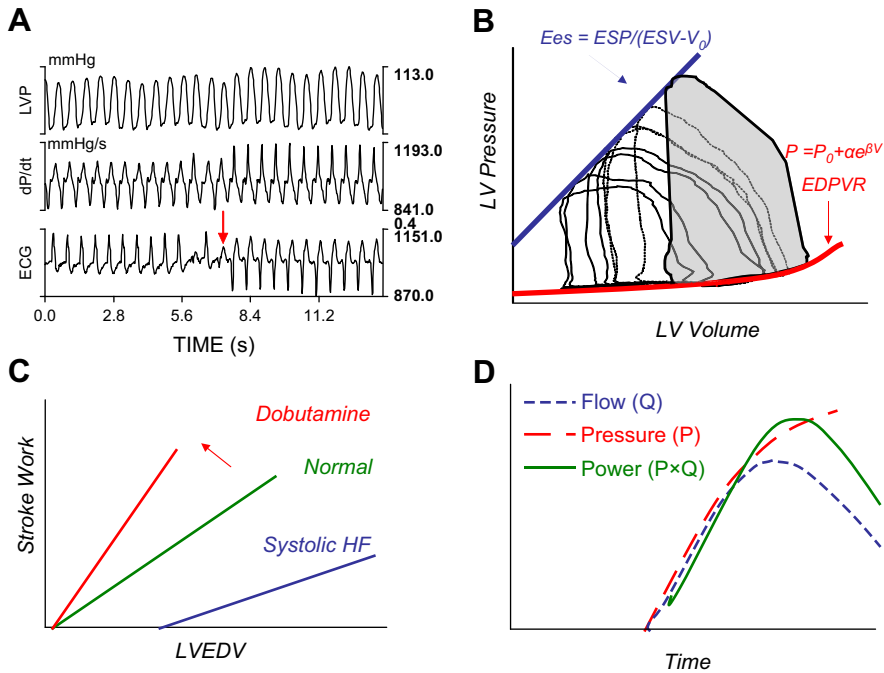 A
mmHg
LVP
113.0
mmHg/s
dP/dt
1193.0
841.0
0.4
ECG
1151.0
870.0
0.0 2.8 5.6 8.4 11.2
TIME (s)
B
Ees = ESP/(ESV-V₀)
LV Pressure
P =P₀+αe^βV
EDPVR
LV Volume
C
Stroke Work
Dobutamine
Normal
Systolic HF
LVEDV
D
Flow (Q)
Pressure (P)
Power (P×Q)
Time